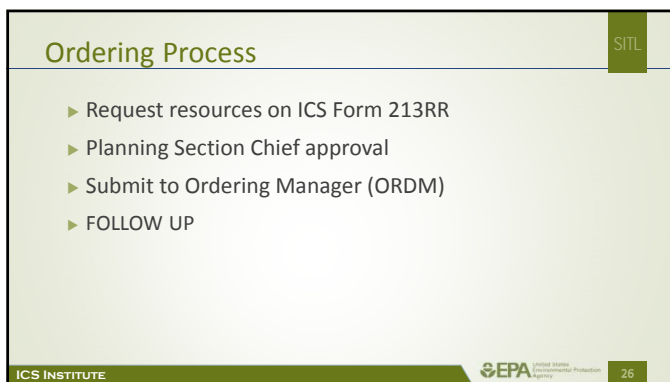 SITL
Ordering Process
Request resources on ICS Form 213RR
Planning Section Chief approval
Submit to Ordering Manager (ORDM)
FOLLOW UP
ICS INSTITUTE
EPA
United States
Environmental Protection
Agency
26